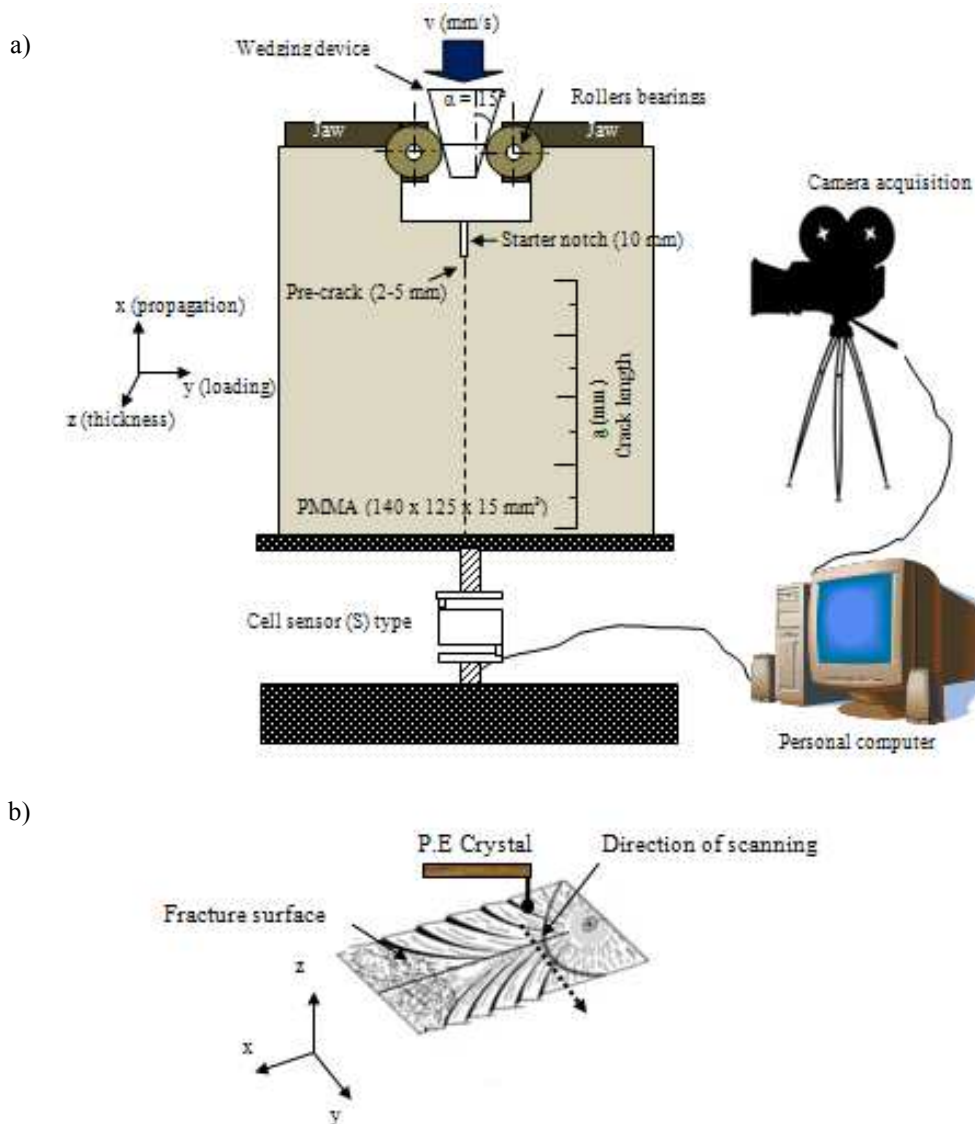 a)
v (mm/s)
Wedging device
α = 15°
Rollers bearings
Jaw
Jaw
Camera acquisition
Starter notch (10 mm)
Pre-crack (2-5 mm)
x (propagation)
y (loading)
z (thickness)
a (mm)
Crack length
PMMA (140 x 125 x 15 mm³)
Cell sensor (S) type
Personal computer
b)
P.E Crystal
Direction of scanning
Fracture surface
z
x
y